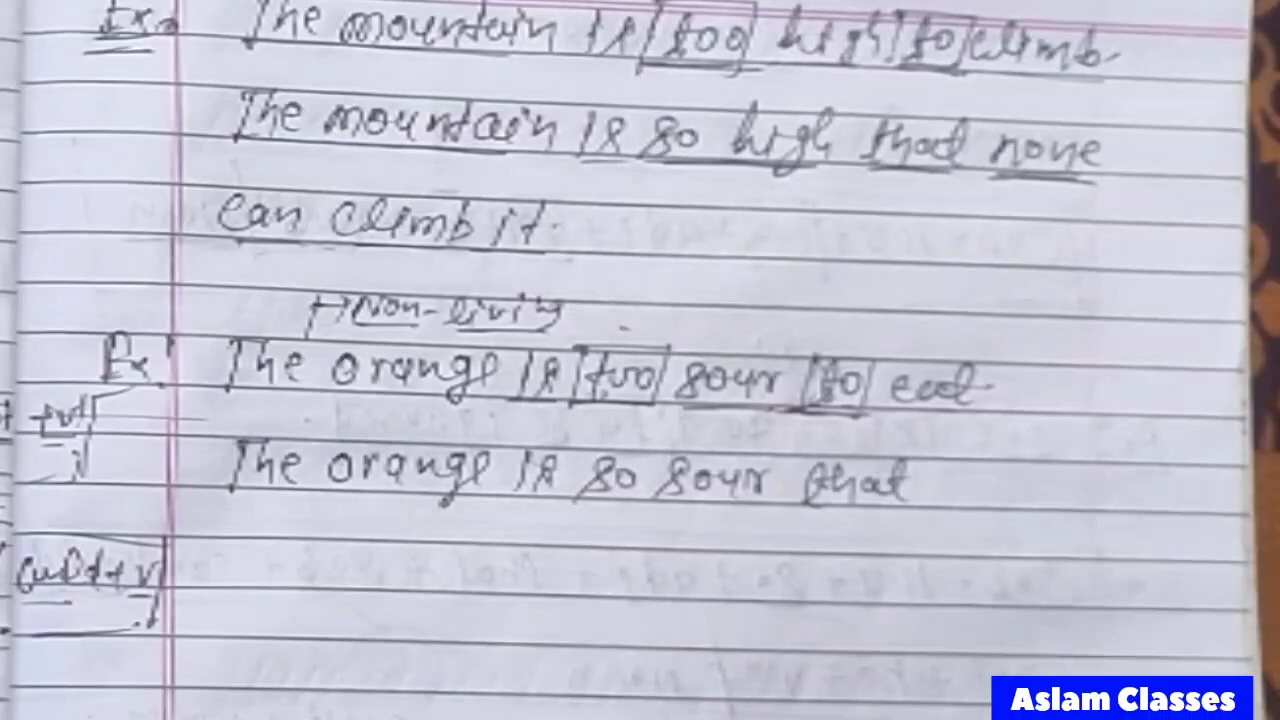 Ex.
The mountain is too high to climb.
The mountain is so high that none
can climb it.
Non-living
Ex.
The orange is too sour to eat
The orange is so sour that
Aslam Classes